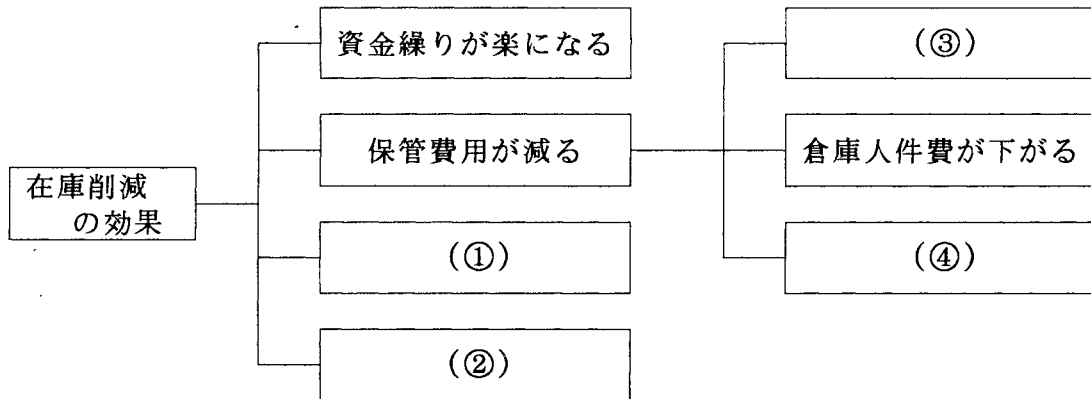 在庫削減
の効果
資金繰りが楽になる
保管費用が減る
(①)
(②)
(③)
倉庫人件費が下がる
(④)